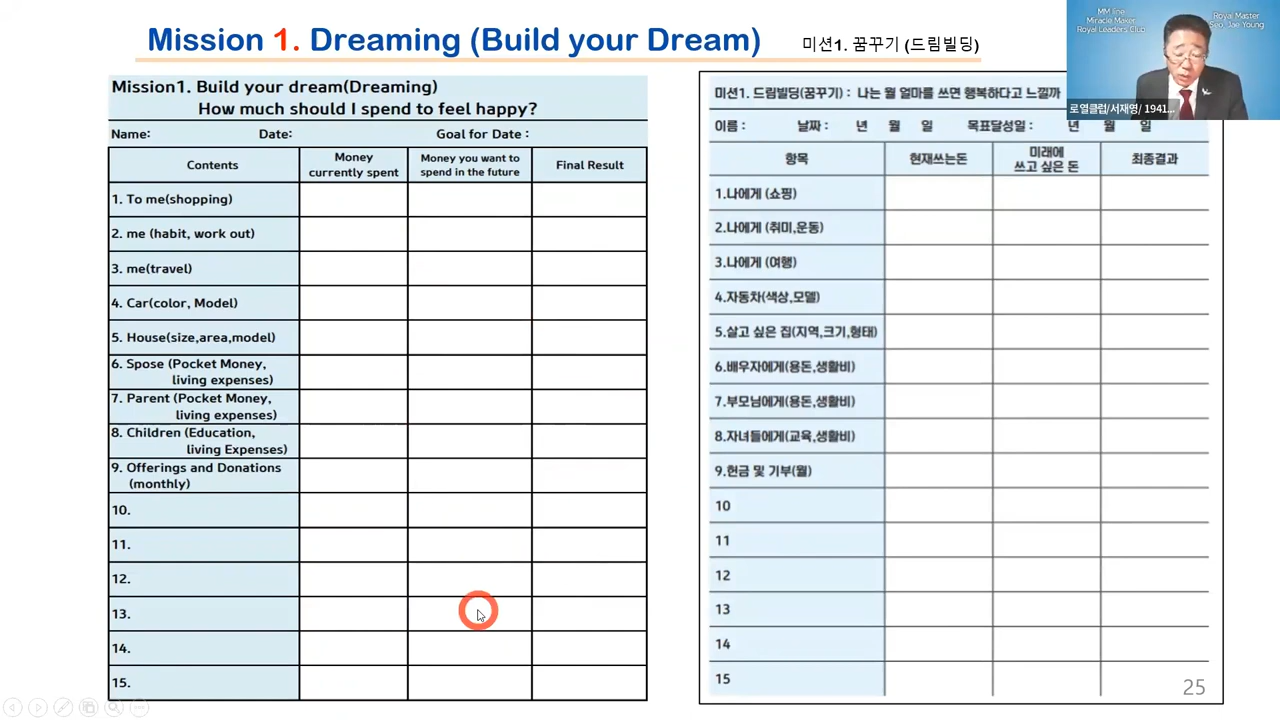 Mission 1. Dreaming (Build your Dream)
미션1. 꿈꾸기 (드림빌딩)
MM line
Miracle Maker
Royal Leaders Club
Royal Master
Seo, Jae Young
로열클럽/서재영/ 1941...
Mission1. Build your dream(Dreaming)
How much should I spend to feel happy?
Name: Date: Goal for Date :
Contents
Money
currently spent
Money you want to
spend in the future
Final Result
1. To me(shopping)
2. me (habit, work out)
3. me(travel)
4. Car(color, Model)
5. House(size,area,model)
6. Spose (Pocket Money,
living expenses)
7. Parent (Pocket Money,
living expenses)
8. Children (Education,
living Expenses)
9. Offerings and Donations
(monthly)
10.
11.
12.
13.
14.
15.
미션1. 드림빌딩(꿈꾸기) : 나는 월 얼마를 쓰면 행복하다고 느낄까
이름 : 날짜 : 년 월 일 목표달성일 : 년 월 일
항목
현재쓰는돈
미래에
쓰고 싶은 돈
최종결과
1.나에게 (쇼핑)
2.나에게 (취미,운동)
3.나에게 (여행)
4.자동차(색상,모델)
5.살고 싶은 집(지역,크기,형태)
6.배우자에게(용돈,생활비)
7.부모님에게(용돈,생활비)
8.자녀들에게(교육,생활비)
9.헌금 및 기부(월)
10
11
12
13
14
15
25